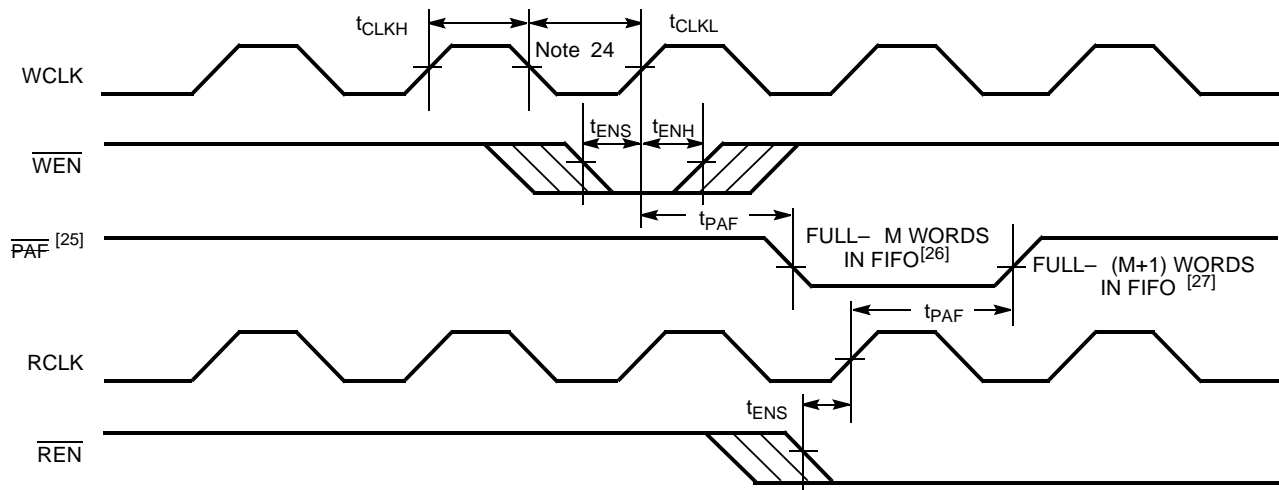 tCLKH
tCLKL
Note 24
WCLK
tENS
tENH
WEN
tPAF
PAF [25]
FULL– M WORDS
IN FIFO[26]
FULL– (M+1) WORDS
IN FIFO [27]
tPAF
RCLK
tENS
REN